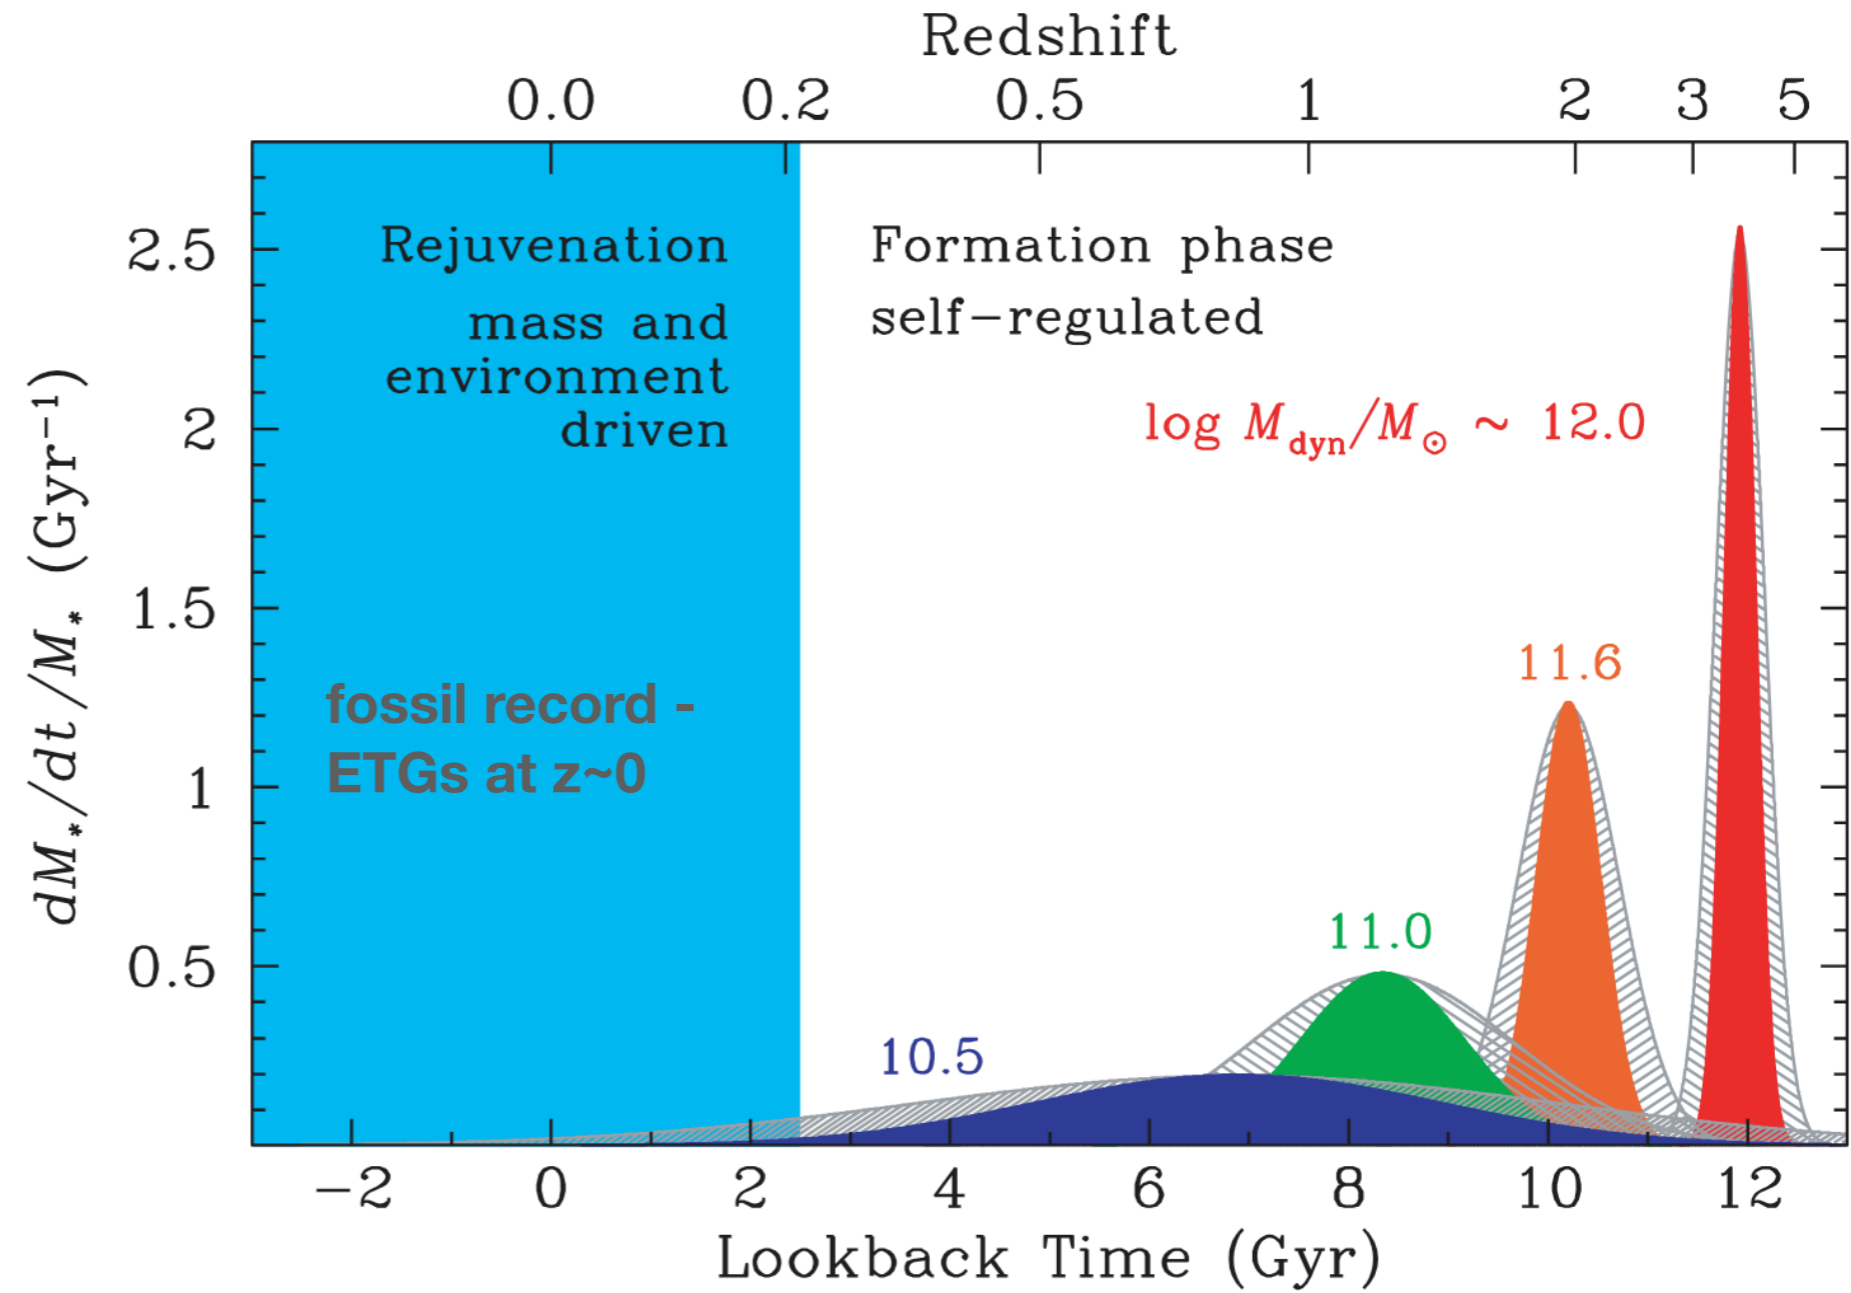 Redshift
0.0 0.2 0.5 1 2 3 5
Rejuvenation
mass and
environment
driven
Formation phase
self-regulated
log M_dyn/M_⊙ ~ 12.0
11.6
11.0
10.5
fossil record -
ETGs at z~0
dM_*/dt/M_* (Gyr⁻¹)
2.5
2
1.5
1
0.5
−2 0 2 4 6 8 10 12
Lookback Time (Gyr)